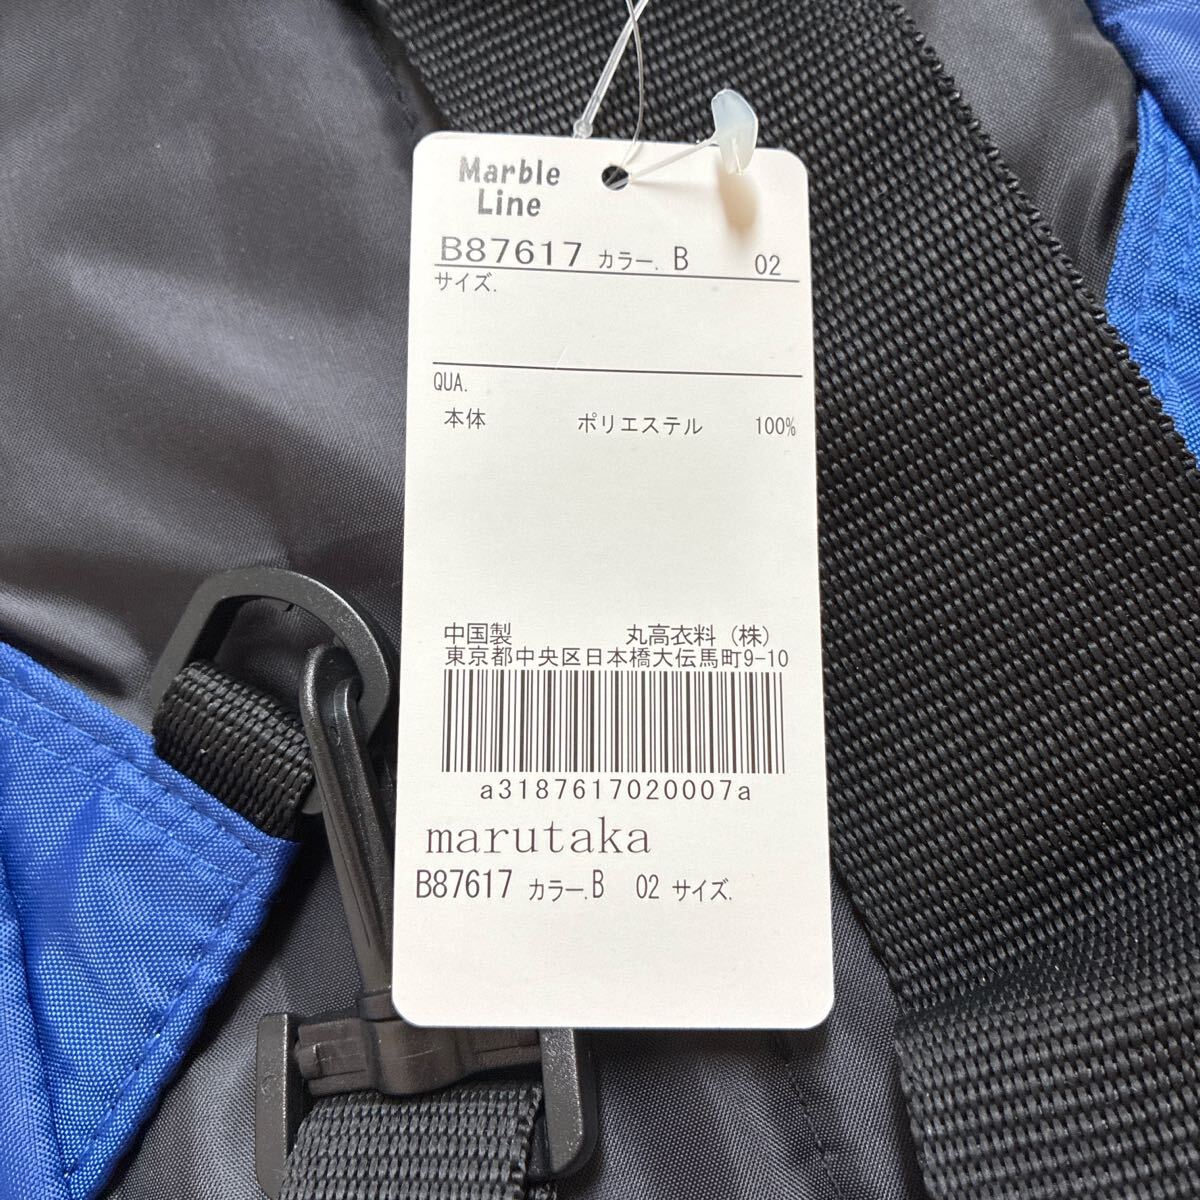 Marble
Line
B87617 カラー. B 02
サイズ.
QUA.
本体 ポリエステル 100%
中国製 丸高衣料（株）
東京都中央区日本橋大伝馬町9-10
a3187617020007a
marutaka
B87617 カラー.B 02 サイズ.